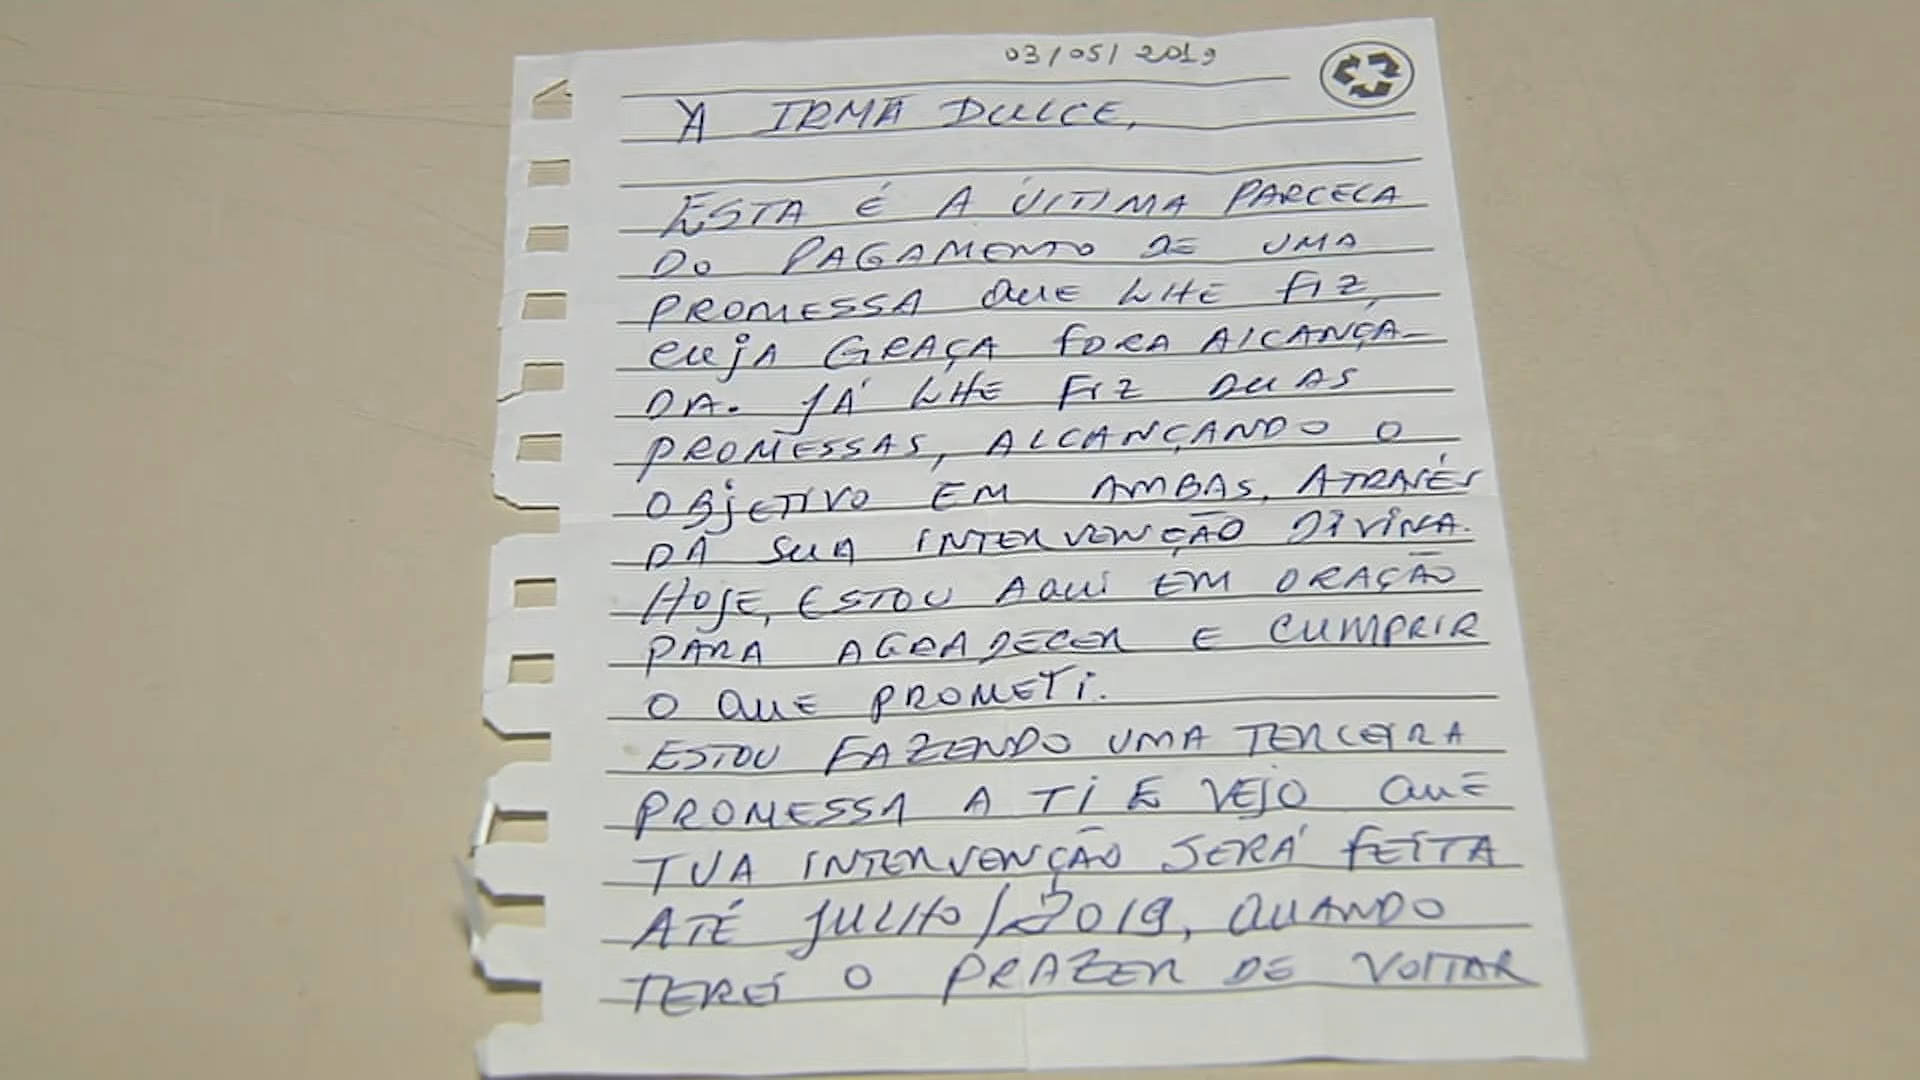 03/05/2019
À IRMÃ DULCE,
ESTA É A ÚLTIMA PARCELA
DO PAGAMENTO DE UMA
PROMESSA QUE LHE FIZ,
CUJA GRAÇA FORA ALCANÇA-
DA. JÁ LHE FIZ DUAS
PROMESSAS, ALCANÇANDO O
OBJETIVO EM AMBAS, ATRAVÉS
DA SUA INTERVENÇÃO DIVINA.
HOJE, ESTOU AQUI EM ORAÇÃO
PARA AGRADECER E CUMPRIR
O QUE PROMETI.
ESTOU FAZENDO UMA TERCEIRA
PROMESSA A TI E VEJO QUE
TUA INTERVENÇÃO SERÁ FEITA
ATÉ JULHO/2019, QUANDO
TEREI O PRAZER DE VOLTAR